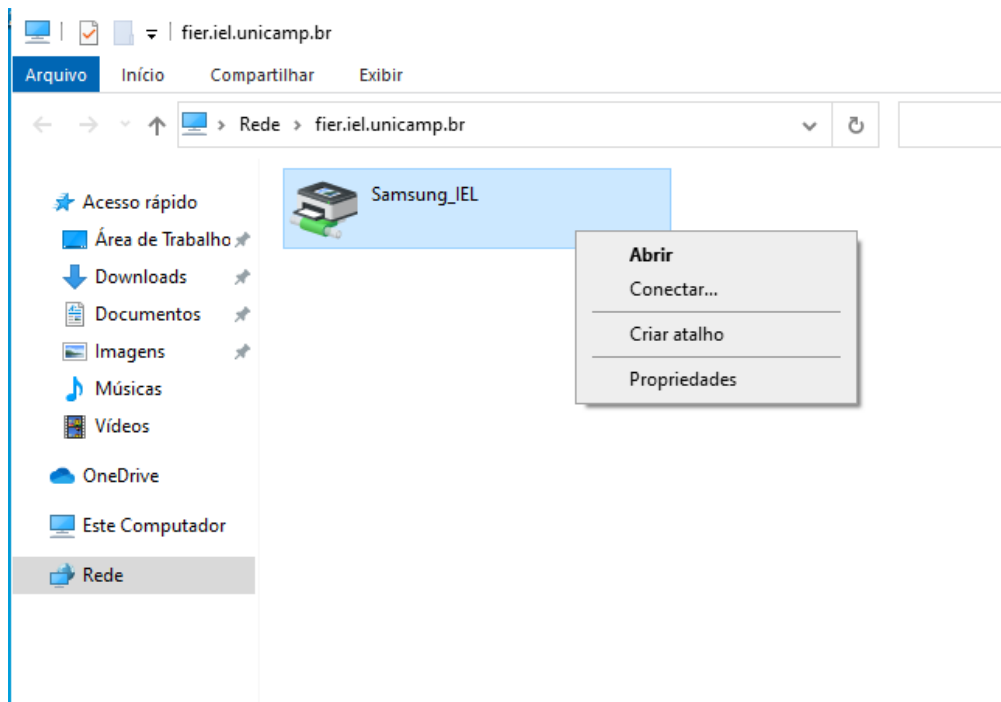 fier.iel.unicamp.br
Arquivo Início Compartilhar Exibir
Rede > fier.iel.unicamp.br
Acesso rápido
Área de Trabalho
Downloads
Documentos
Imagens
Músicas
Vídeos
OneDrive
Este Computador
Rede
Samsung_IEL
Abrir
Conectar...
Criar atalho
Propriedades